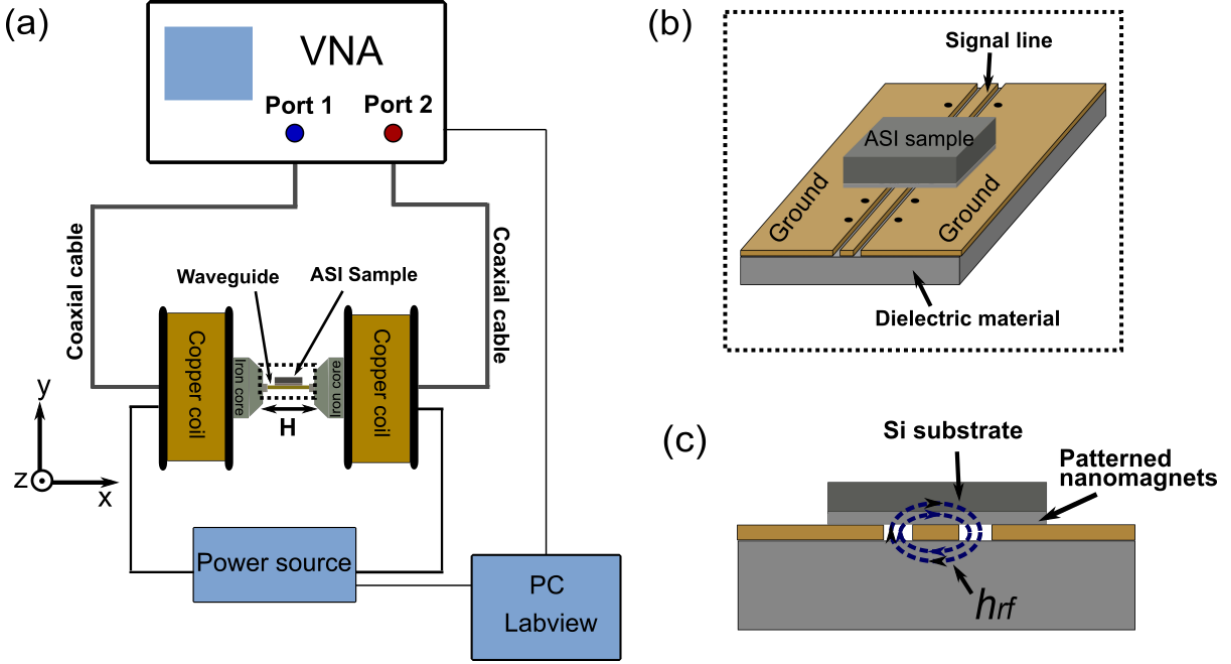 (a)
VNA
Port 1
Port 2
Coaxial cable
Coaxial cable
Waveguide
ASI Sample
Copper coil
Iron core
Iron core
Copper coil
H
y
z
x
Power source
PC
Labview
(b)
Signal line
ASI sample
Ground
Ground
Dielectric material
(c)
Si substrate
Patterned
nanomagnets
hrf